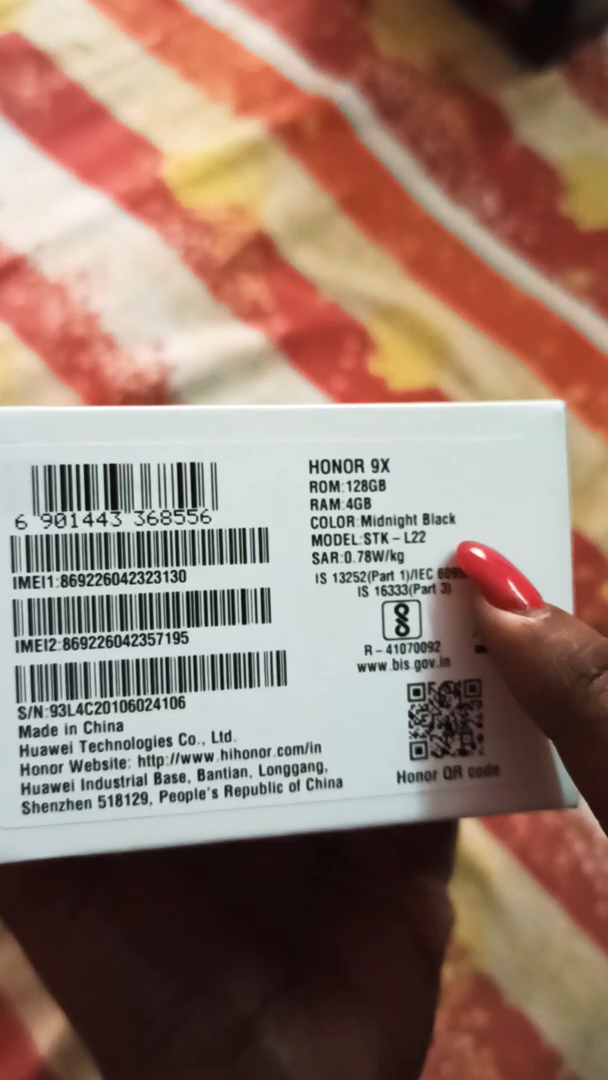 6 901443 368556
IMEI1:869226042323130
IMEI2:869226042357195
S/N:93L4C20106024106
Made in China
Huawei Technologies Co., Ltd.
Honor Website: http://www.hihonor.com/in
Huawei Industrial Base, Bantian, Longgang,
Shenzhen 518129, People's Republic of China
HONOR 9X
ROM:128GB
RAM:4GB
COLOR:Midnight Black
MODEL:STK-L22
SAR:0.78W/kg
IS 13252(Part 1)/IEC
IS 16333(Part 3)
R-41070092
www.bis.gov.in
Honor QR code